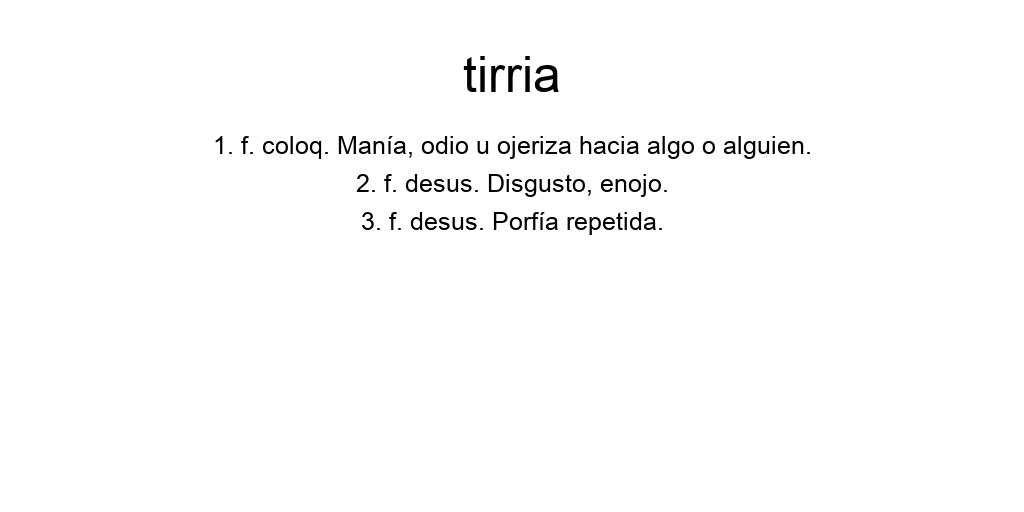 tirria
1. f. coloq. Manía, odio u ojeriza hacia algo o alguien.
2. f. desus. Disgusto, enojo.
3. f. desus. Porfía repetida.